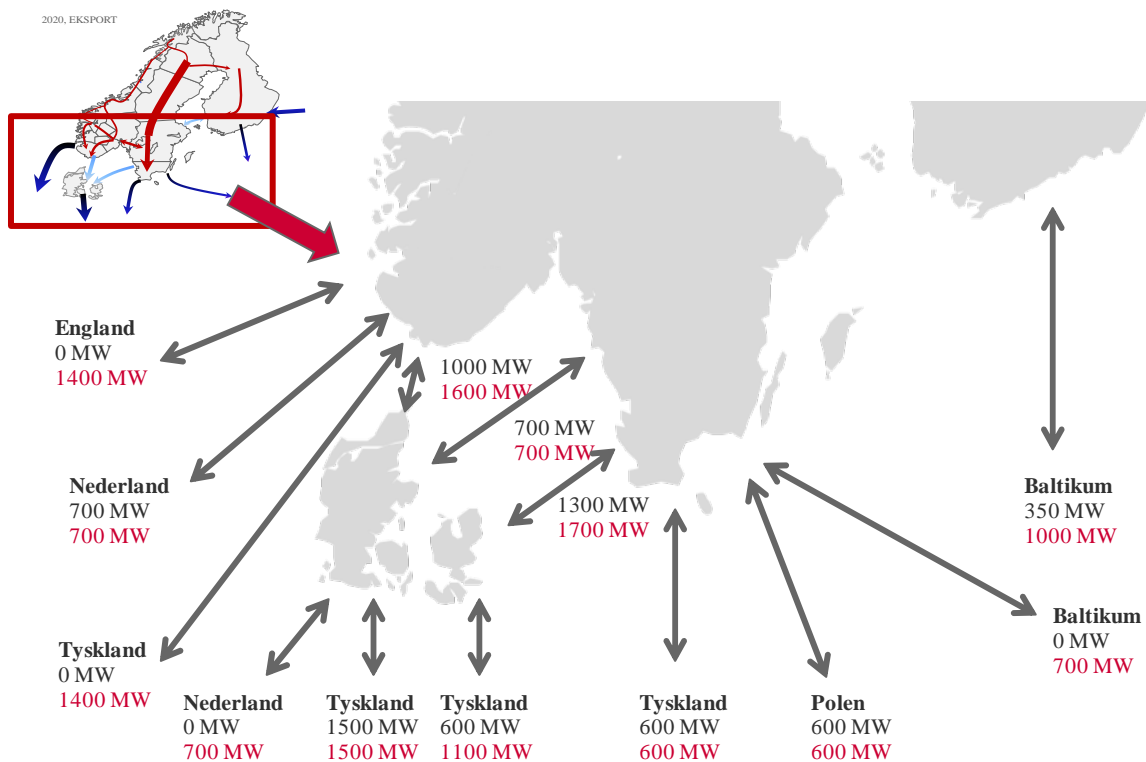 2020, EKSPORT
England
0 MW
1400 MW
1000 MW
1600 MW
700 MW
700 MW
Nederland
700 MW
700 MW
1300 MW
1700 MW
Baltikum
350 MW
1000 MW
Baltikum
0 MW
700 MW
Tyskland
0 MW
1400 MW
Nederland
0 MW
700 MW
Tyskland
1500 MW
1500 MW
Tyskland
600 MW
1100 MW
Tyskland
600 MW
600 MW
Polen
600 MW
600 MW